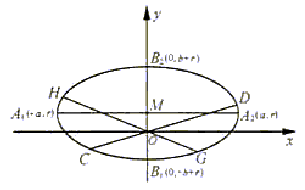 y
B₂(0,b+r)
H
D
A₁(-a,r)
M
A₂(a,r)
O
x
C
G
B₁(0,-b+r)